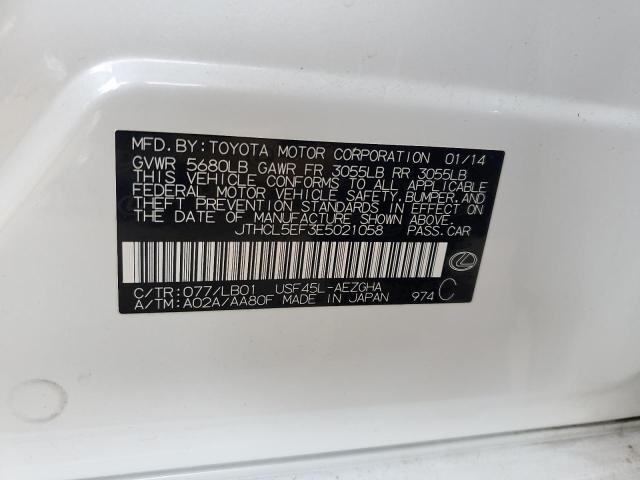 MFD.BY:TOYOTA MOTOR CORPORATION 01/14
GVWR 5680LB GAWR FR 3055LB RR 3055LB
THIS VEHICLE CONFORMS TO ALL APPLICABLE
FEDERAL MOTOR VEHICLE SAFETY,BUMPER,AND
THEFT PREVENTION STANDARDS IN EFFECT ON
THE DATE OF MANUFACTURE SHOWN ABOVE.
JTHCL5EF3E5021058 PASS.CAR
C/TR:077/LB01 USF45L-AEZGHA
A/TM:A02A/AA80F MADE IN JAPAN 974 C